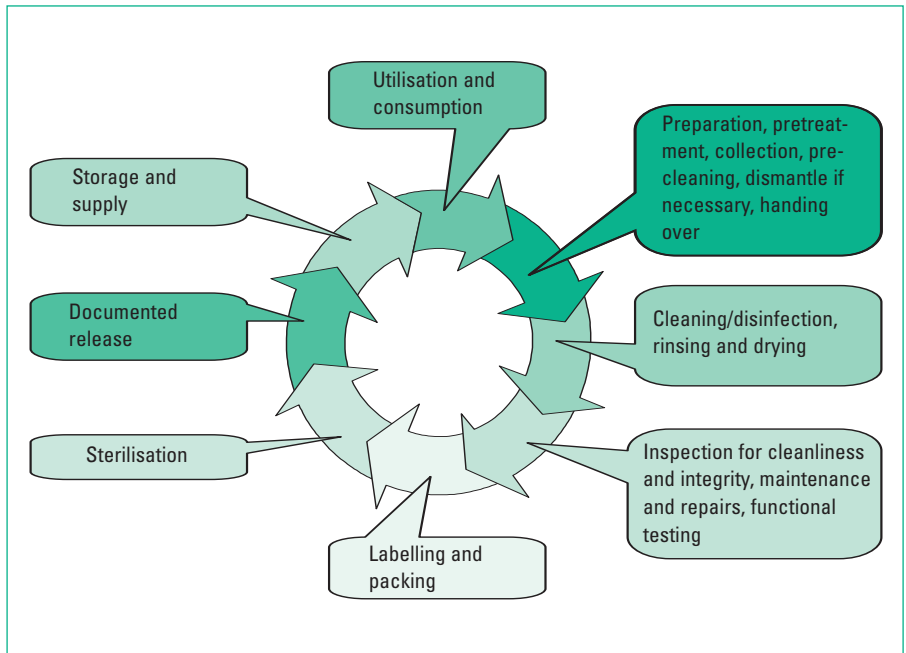 Utilisation and
consumption
Preparation, pretreat-
ment, collection, pre-
cleaning, dismantle if
necessary, handing
over
Cleaning/disinfection,
rinsing and drying
Inspection for cleanliness
and integrity, maintenance
and repairs, functional
testing
Labelling and
packing
Sterilisation
Documented
release
Storage and
supply